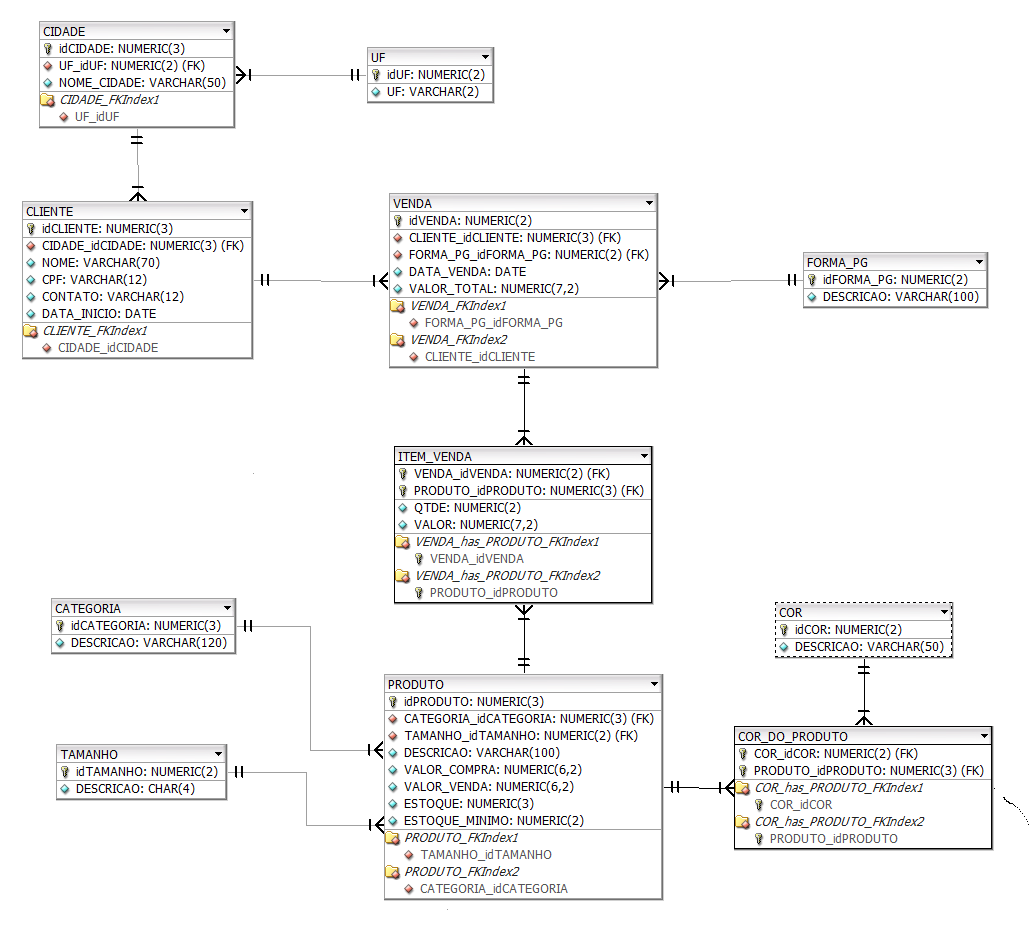 CIDADE
idCIDADE: NUMERIC(3)
UF_idUF: NUMERIC(2) (FK)
NOME_CIDADE: VARCHAR(50)
CIDADE_FKIndex1
UF_idUF
UF
idUF: NUMERIC(2)
UF: VARCHAR(2)
CLIENTE
idCLIENTE: NUMERIC(3)
CIDADE_idCIDADE: NUMERIC(3) (FK)
NOME: VARCHAR(70)
CPF: VARCHAR(12)
CONTATO: VARCHAR(12)
DATA_INICIO: DATE
CLIENTE_FKIndex1
CIDADE_idCIDADE
VENDA
idVENDA: NUMERIC(2)
CLIENTE_idCLIENTE: NUMERIC(3) (FK)
FORMA_PG_idFORMA_PG: NUMERIC(2) (FK)
DATA_VENDA: DATE
VALOR_TOTAL: NUMERIC(7,2)
VENDA_FKIndex1
FORMA_PG_idFORMA_PG
VENDA_FKIndex2
CLIENTE_idCLIENTE
FORMA_PG
idFORMA_PG: NUMERIC(2)
DESCRICAO: VARCHAR(100)
ITEM_VENDA
VENDA_idVENDA: NUMERIC(2) (FK)
PRODUTO_idPRODUTO: NUMERIC(3) (FK)
QTDE: NUMERIC(2)
VALOR: NUMERIC(7,2)
VENDA_has_PRODUTO_FKIndex1
VENDA_idVENDA
VENDA_has_PRODUTO_FKIndex2
PRODUTO_idPRODUTO
CATEGORIA
idCATEGORIA: NUMERIC(3)
DESCRICAO: VARCHAR(120)
TAMANHO
idTAMANHO: NUMERIC(2)
DESCRICAO: CHAR(4)
PRODUTO
idPRODUTO: NUMERIC(3)
CATEGORIA_idCATEGORIA: NUMERIC(3) (FK)
TAMANHO_idTAMANHO: NUMERIC(2) (FK)
DESCRICAO: VARCHAR(100)
VALOR_COMPRA: NUMERIC(6,2)
VALOR_VENDA: NUMERIC(6,2)
ESTOQUE: NUMERIC(3)
ESTOQUE_MINIMO: NUMERIC(2)
PRODUTO_FKIndex1
TAMANHO_idTAMANHO
PRODUTO_FKIndex2
CATEGORIA_idCATEGORIA
COR
idCOR: NUMERIC(2)
DESCRICAO: VARCHAR(50)
COR_DO_PRODUTO
COR_idCOR: NUMERIC(2) (FK)
PRODUTO_idPRODUTO: NUMERIC(3) (FK)
COR_has_PRODUTO_FKIndex1
COR_idCOR
COR_has_PRODUTO_FKIndex2
PRODUTO_idPRODUTO